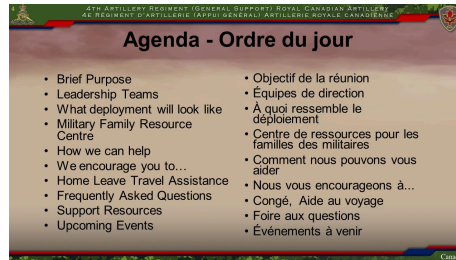 4TH ARTILLERY REGIMENT (GENERAL SUPPORT) ROYAL CANADIAN ARTILLERY
4E RÉGIMENT D'ARTILLERIE (APPUI GÉNÉRAL) ARTILLERIE ROYALE CANADIENNE
Agenda - Ordre du jour
• Brief Purpose
• Leadership Teams
• What deployment will look like
• Military Family Resource
Centre
• How we can help
• We encourage you to…
• Home Leave Travel Assistance
• Frequently Asked Questions
• Support Resources
• Upcoming Events
• Objectif de la réunion
• Équipes de direction
• À quoi ressemble le
déploiement
• Centre de ressources pour les
familles des militaires
• Comment nous pouvons vous
aider
• Nous vous encourageons à...
• Congé, Aide au voyage
• Foire aux questions
• Événements à venir